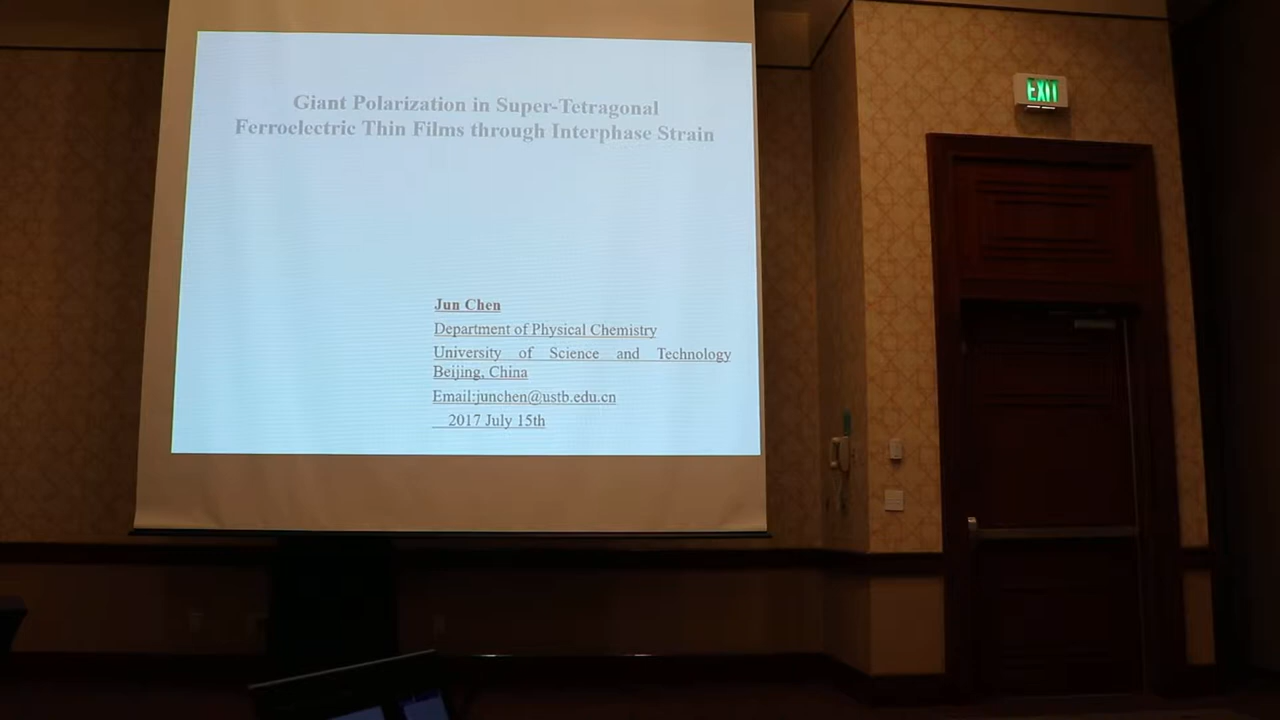 Giant Polarization in Super-Tetragonal
Ferroelectric Thin Films through Interphase Strain
Jun Chen
Department of Physical Chemistry
University of Science and Technology
Beijing, China
Email:junchen@ustb.edu.cn
2017 July 15th
EXIT